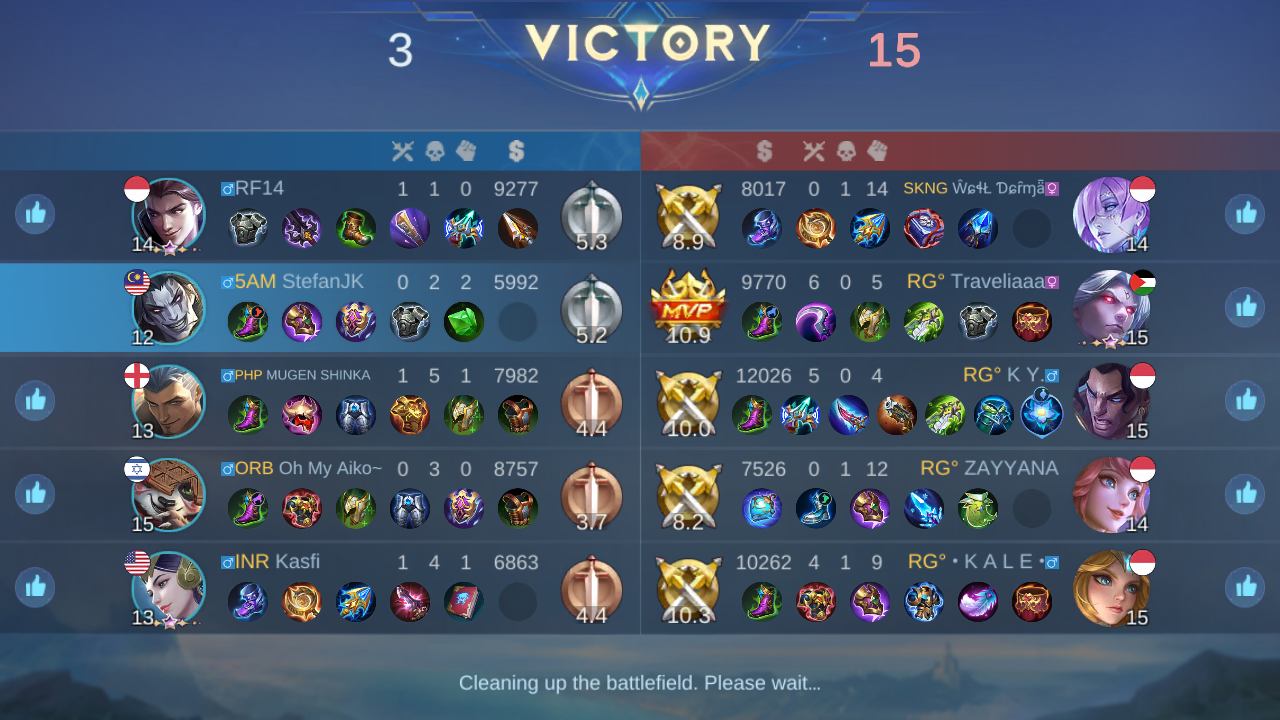 3 VICTORY 15
RF14 1 1 0 9277
14 5.3
5AM StefanJK 0 2 2 5992
12 5.2
PHP MUGEN SHINKA 1 5 1 7982
13 4.4
ORB Oh My Aiko~ 0 3 0 8757
15 3.7
INR Kasfi 1 4 1 6863
13 4.4
8017 0 1 14 SKNG
8.9 14
9770 6 0 5 RG° Traveliaaa
MVP
10.9 15
12026 5 0 4 RG° K Y.
10.0 15
7526 0 1 12 RG° ZAYYANA
8.2 14
10262 4 1 9 RG° • K A L E •
10.3 15
Cleaning up the battlefield. Please wait...